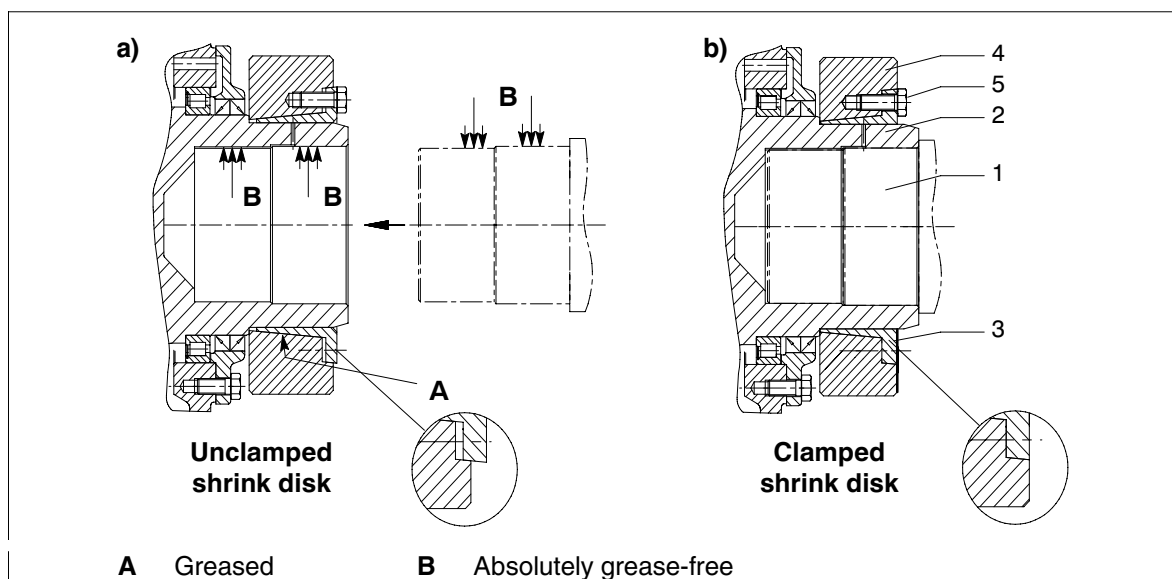 a)
b)
B
B
B
A
4
5
2
1
3
Unclamped
shrink disk
Clamped
shrink disk
A Greased
B Absolutely grease-free